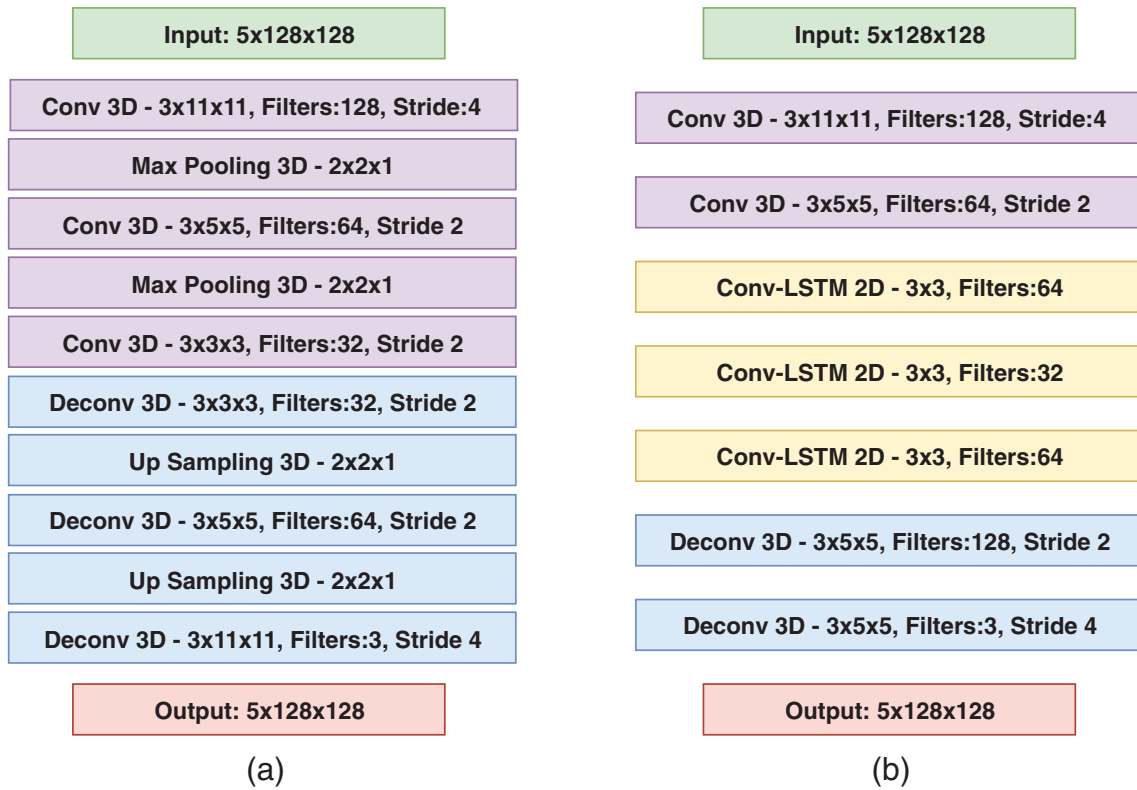 Input: 5x128x128
Conv 3D - 3x11x11, Filters:128, Stride:4
Max Pooling 3D - 2x2x1
Conv 3D - 3x5x5, Filters:64, Stride 2
Max Pooling 3D - 2x2x1
Conv 3D - 3x3x3, Filters:32, Stride 2
Deconv 3D - 3x3x3, Filters:32, Stride 2
Up Sampling 3D - 2x2x1
Deconv 3D - 3x5x5, Filters:64, Stride 2
Up Sampling 3D - 2x2x1
Deconv 3D - 3x11x11, Filters:3, Stride 4
Output: 5x128x128
(a)
Input: 5x128x128
Conv 3D - 3x11x11, Filters:128, Stride:4
Conv 3D - 3x5x5, Filters:64, Stride 2
Conv-LSTM 2D - 3x3, Filters:64
Conv-LSTM 2D - 3x3, Filters:32
Conv-LSTM 2D - 3x3, Filters:64
Deconv 3D - 3x5x5, Filters:128, Stride 2
Deconv 3D - 3x5x5, Filters:3, Stride 4
Output: 5x128x128
(b)